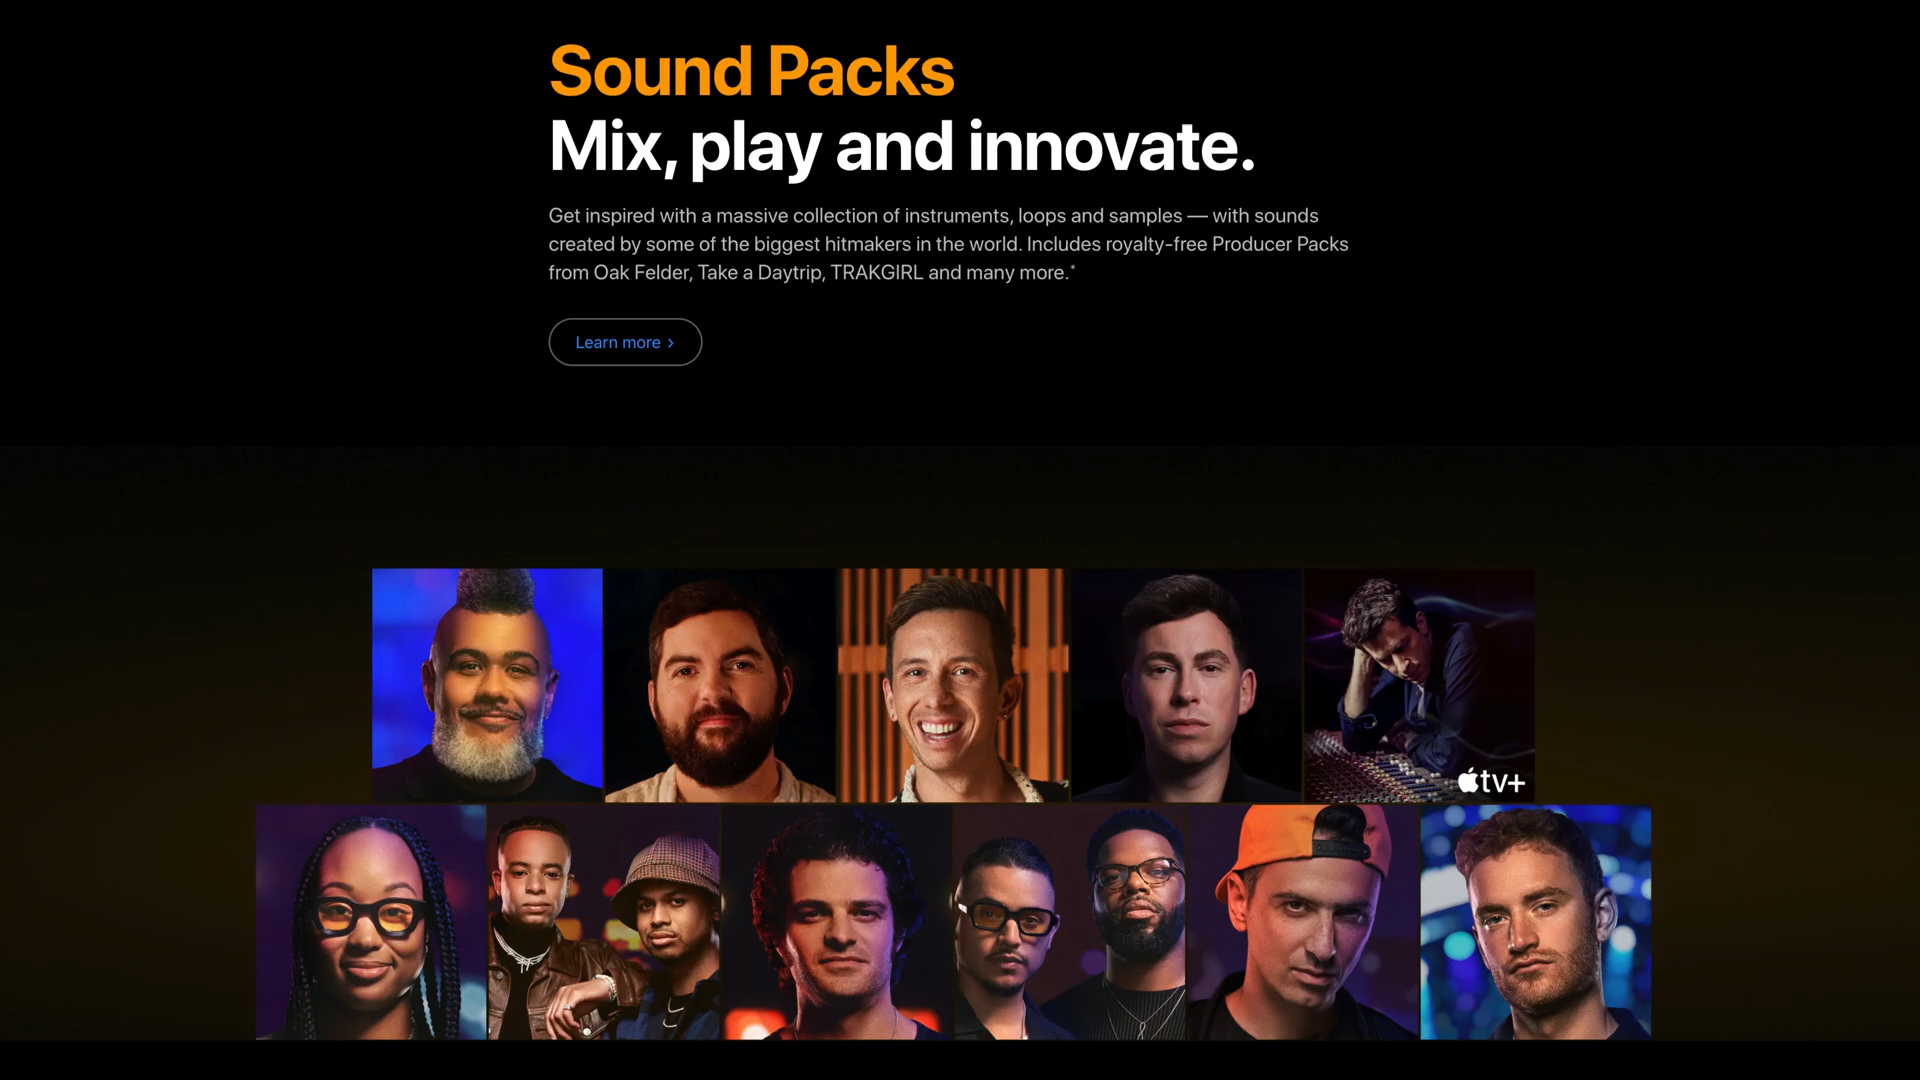 Sound Packs
Mix, play and innovate.
Get inspired with a massive collection of instruments, loops and samples — with sounds
created by some of the biggest hitmakers in the world. Includes royalty-free Producer Packs
from Oak Felder, Take a Daytrip, TRAKGIRL and many more.*
Learn more ›
tv+